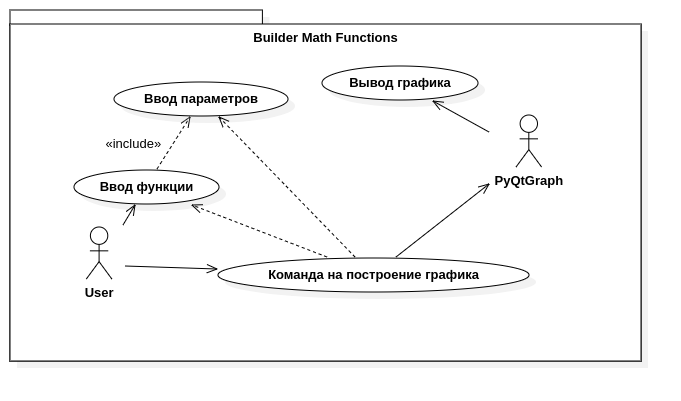 Builder Math Functions
Вывод графика
Ввод параметров
«include»
PyQtGraph
Ввод функции
Команда на построение графика
User